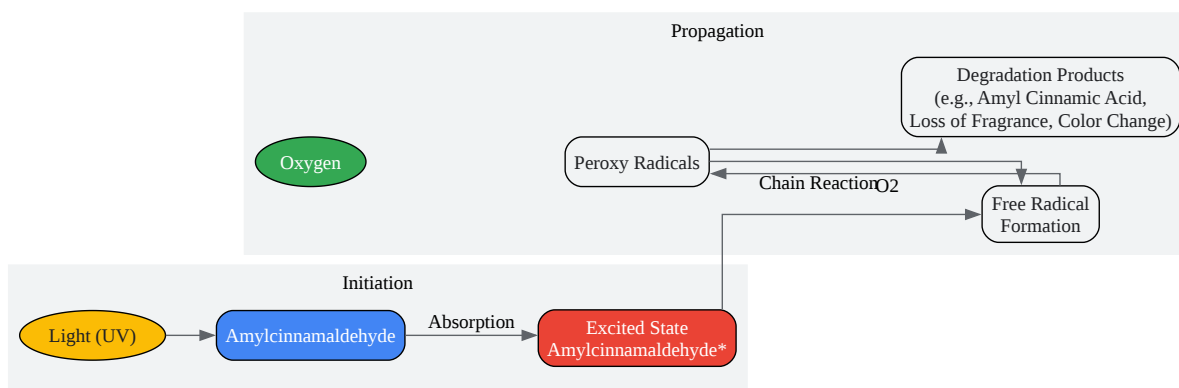 Propagation
Degradation Products
(e.g., Amyl Cinnamic Acid,
Loss of Fragrance, Color Change)
Oxygen
Peroxy Radicals
Chain Reaction
O2
Free Radical
Formation
Initiation
Light (UV)
Amylcinnamaldehyde
Absorption
Excited State
Amylcinnamaldehyde*